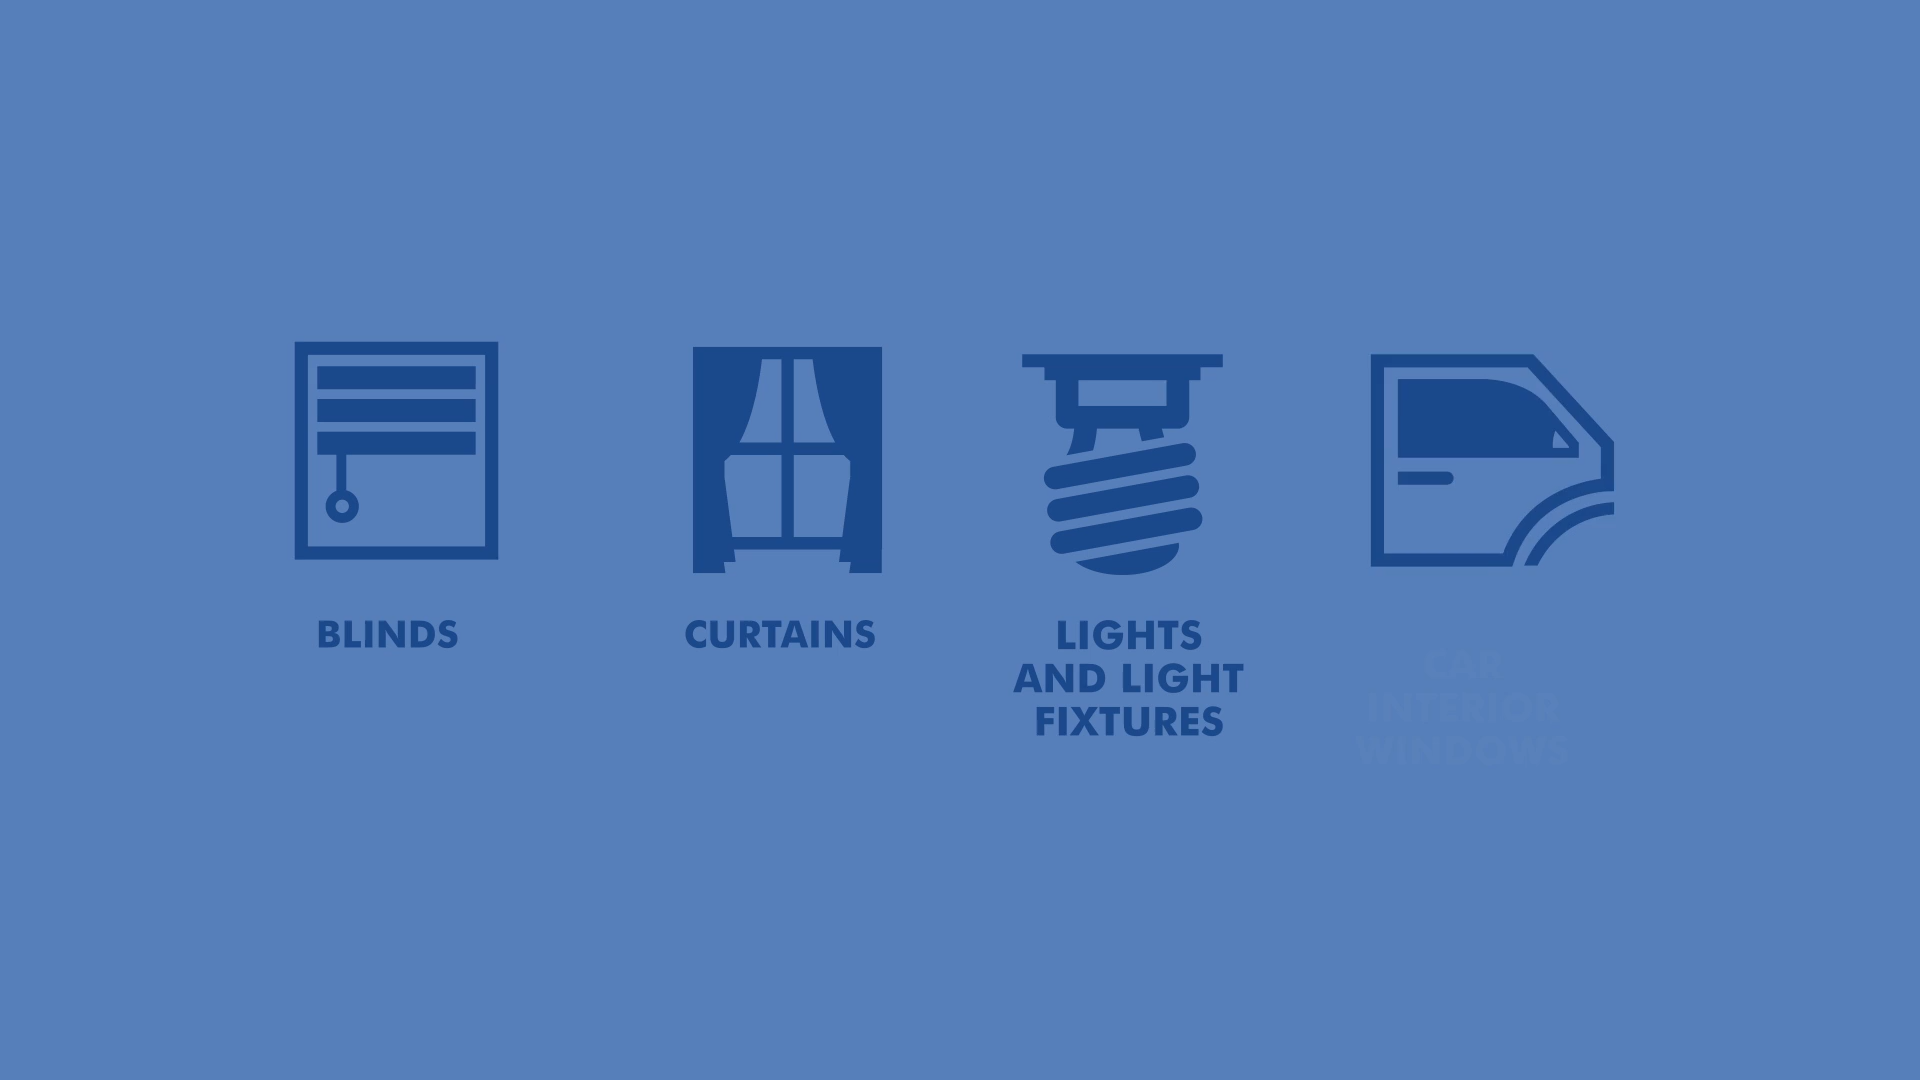 BLINDS
CURTAINS
LIGHTS
AND LIGHT
FIXTURES
CAR
INTERIOR
WINDOWS